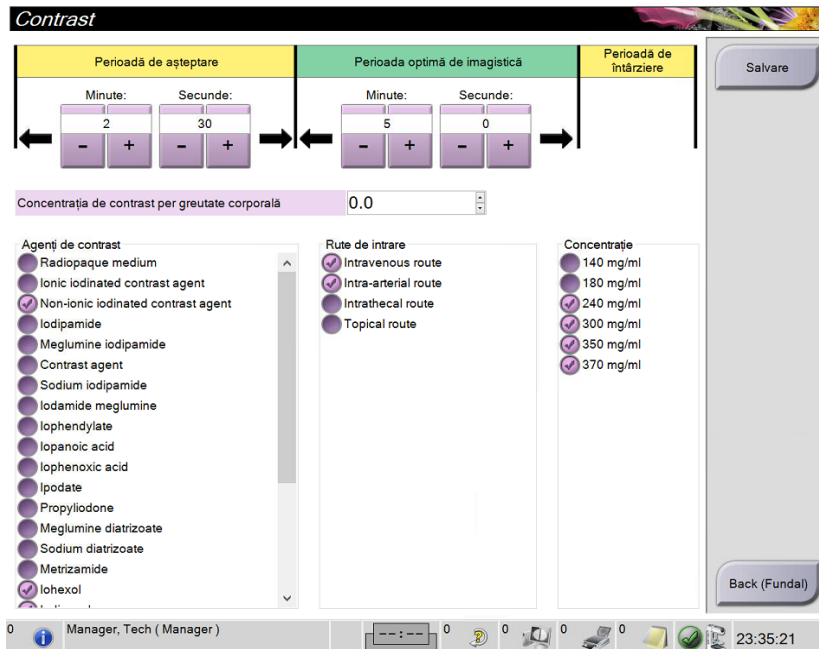 Contrast
Perioadă de așteptare
Perioada optimă de imagistică
Perioadă de
întârziere
Minute: Secunde:
2 30
- + - +
Minute: Secunde:
5 0
- + - +
Salvare
Concentrația de contrast per greutate corporală 0.0
Agenți de contrast
Radiopaque medium
Ionic iodinated contrast agent
Non-ionic iodinated contrast agent
Iodipamide
Meglumine iodipamide
Contrast agent
Sodium iodipamide
Iodamide meglumine
Iophendylate
Iopanoic acid
Iophenoxic acid
Ipodate
Propyliodone
Meglumine diatrizoate
Sodium diatrizoate
Metrizamide
Iohexol
Rute de intrare
Intravenous route
Intra-arterial route
Intrathecal route
Topical route
Concentrație
140 mg/ml
180 mg/ml
240 mg/ml
300 mg/ml
350 mg/ml
370 mg/ml
Back (Fundal)
0 Manager, Tech ( Manager ) --:-- 0 0 0 0 23:35:21